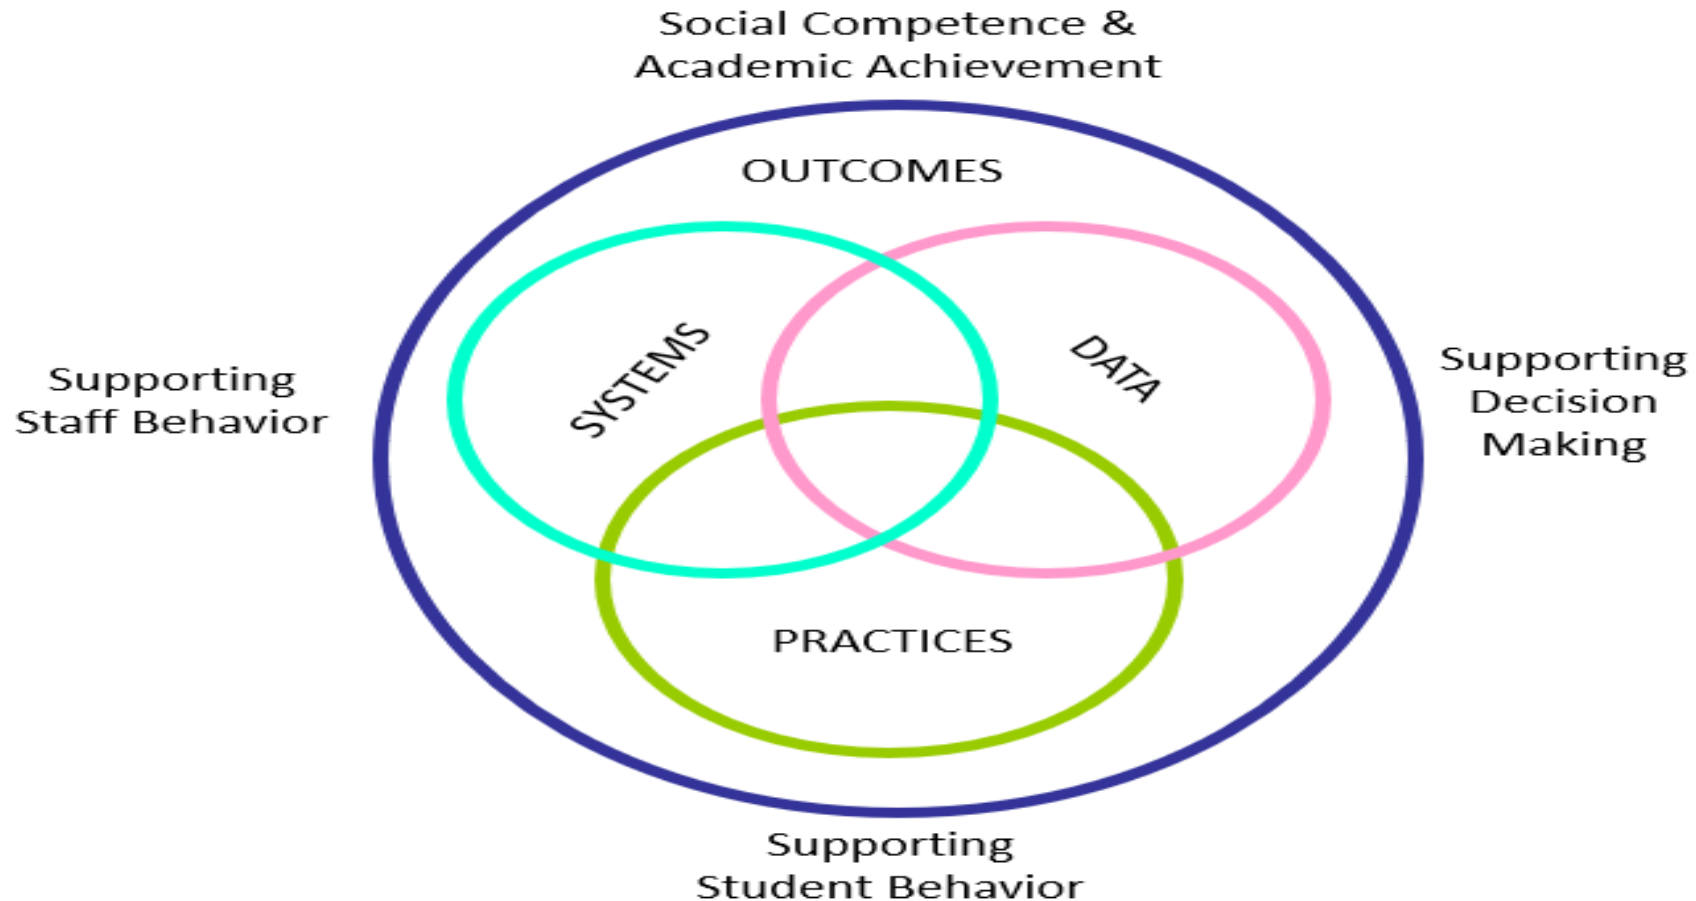 Social Competence &
Academic Achievement
OUTCOMES
SYSTEMS
DATA
Supporting
Staff Behavior
Supporting
Decision
Making
PRACTICES
Supporting
Student Behavior